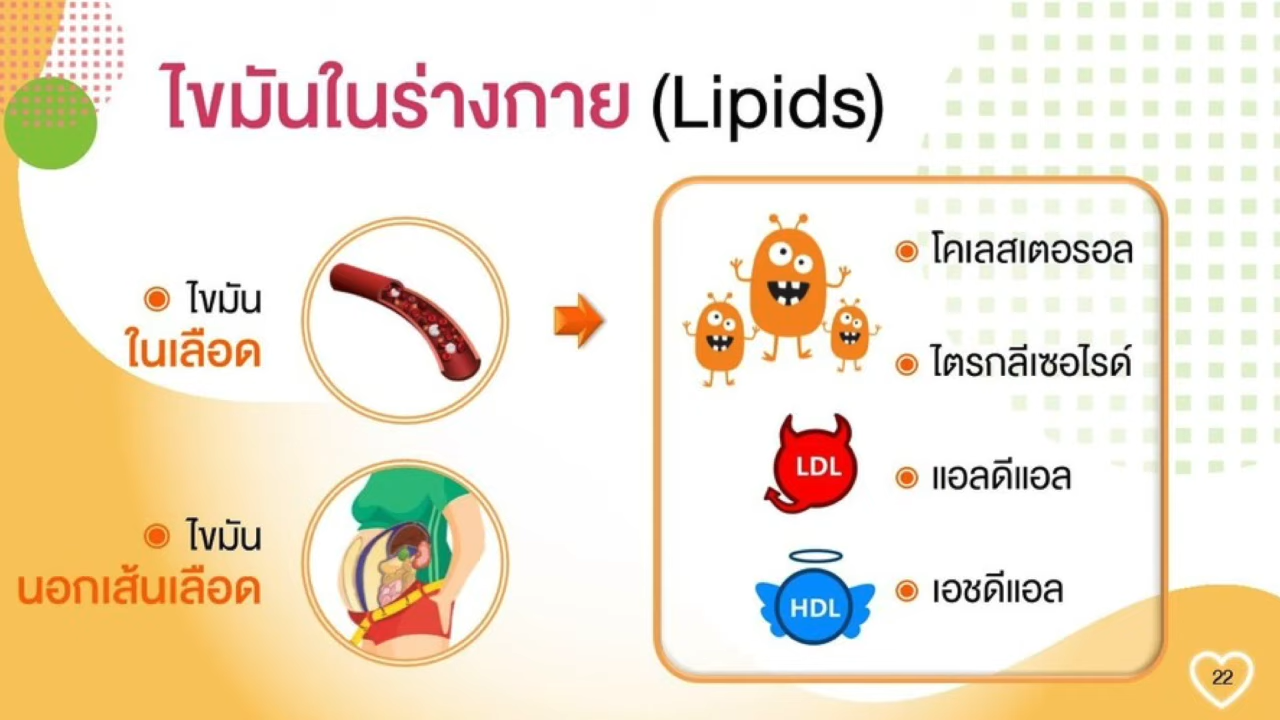 ไขมันในร่างกาย (Lipids)
ไขมัน
ในเลือด
ไขมัน
นอกเส้นเลือด
โคเลสเตอรอล
ไตรกลีเซอไรด์
LDL
แอลดีแอล
HDL
เอชดีแอล
22